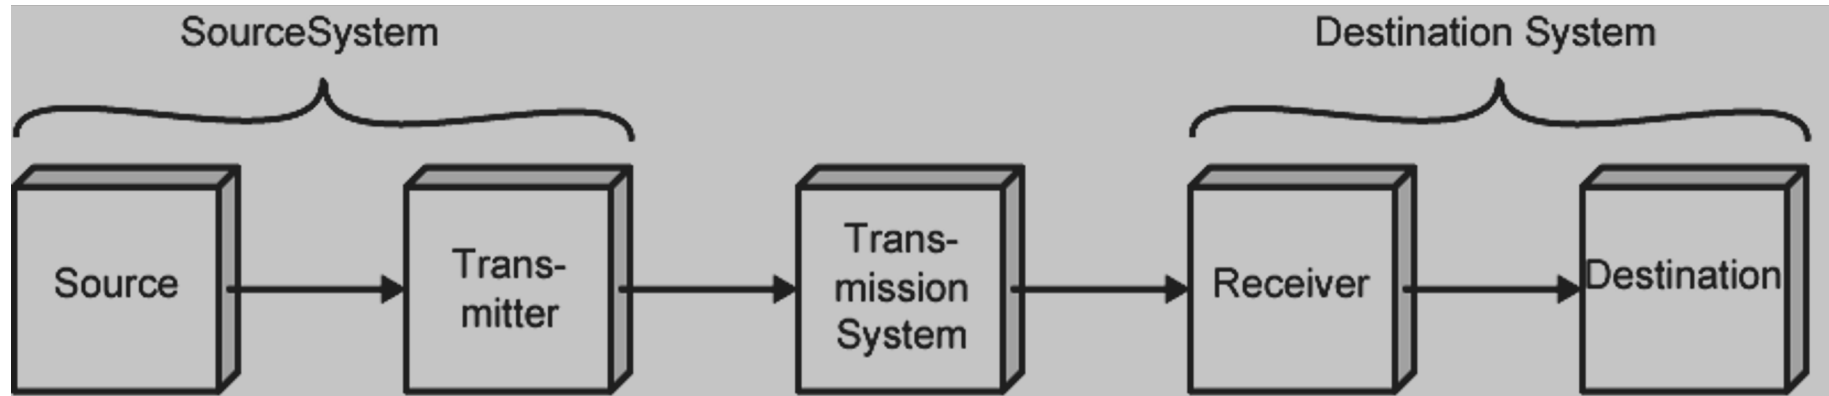 SourceSystem
Destination System
Source
Trans-
mitter
Trans-
mission
System
Receiver
Destination